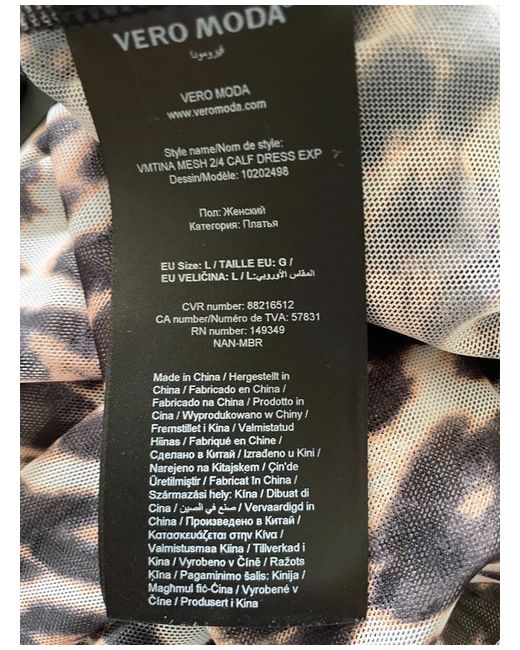 VERO MODA
فيرومودا
VERO MODA
www.veromoda.com
Style name/Nom de style:
VMTINA MESH 2/4 CALF DRESS EXP
Dessin/Modèle: 10202498
Пол: Женский
Категория: Платья
EU Size: L / TAILLE EU: G /
EU VELIČINA: L / L:المقاس الأوروبي
CVR number: 88216512
CA number/Numéro de TVA: 57831
RN number: 149349
NAN-MBR
Made in China / Hergestellt in
China / Fabricado en China /
Fabricado na China / Prodotto in
Cina / Wyprodukowano w Chiny /
Fremstillet i Kina / Valmistatud
Hiinas / Fabriqué en Chine /
Сделано в Китай / Izrađeno u Kini /
Narejeno na Kitajskem / Çin'de
Üretilmiştir / Fabricat în China /
Származási hely: Kína / Dibuat di
Cina / صنع في الصين / Vervaardigd in
China / Произведено в Китай /
Κατασκευάζεται στην Κίνα /
Valmistusmaa Kiina / Tillverkad i
Kina / Vyrobeno v Číně / Ražots
Ķīna / Pagaminimo šalis: Kinija /
Magħmul fiċ-Ċina / Vyrobené v
Číne / Produsert i Kina